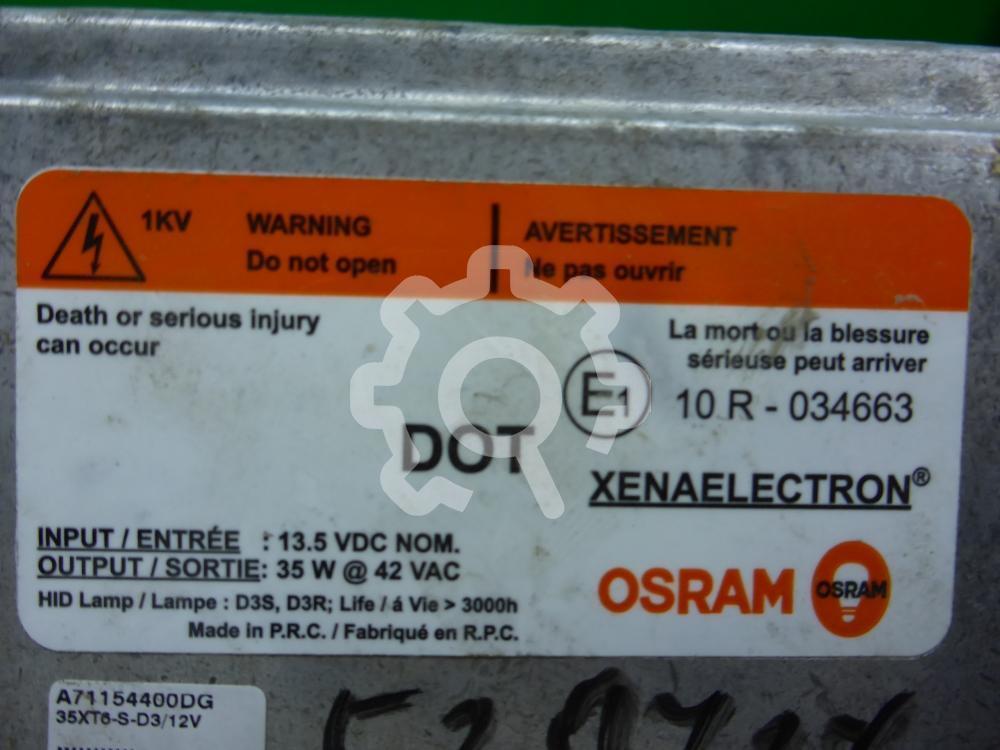 1KV
WARNING
Do not open
AVERTISSEMENT
Ne pas ouvrir
Death or serious injury
can occur
La mort ou la blessure
sérieuse peut arriver
E1
10 R - 034663
DOT
XENAELECTRON®
INPUT / ENTRÉE : 13.5 VDC NOM.
OUTPUT / SORTIE: 35 W @ 42 VAC
HID Lamp / Lampe : D3S, D3R; Life / á Vie > 3000h
Made in P.R.C. / Fabriqué en R.P.C.
OSRAM
OSRAM
A71154400DG
35XT6-S-D3/12V